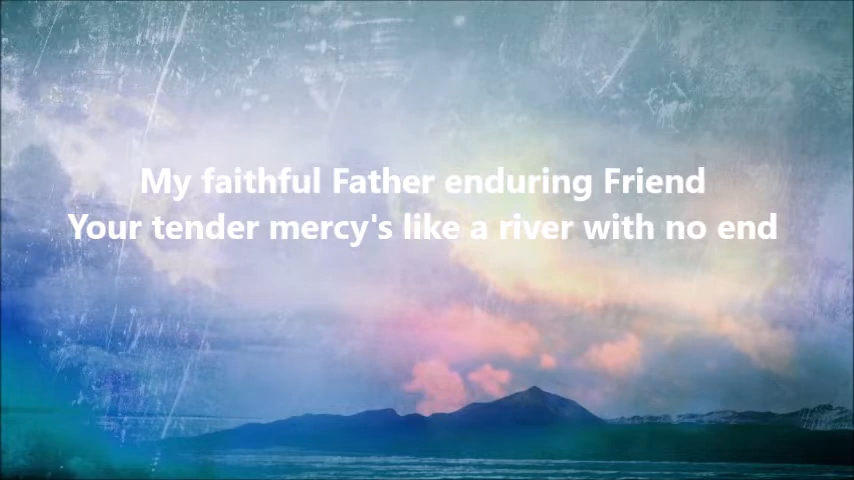 My faithful Father enduring Friend
Your tender mercy's like a river with no end